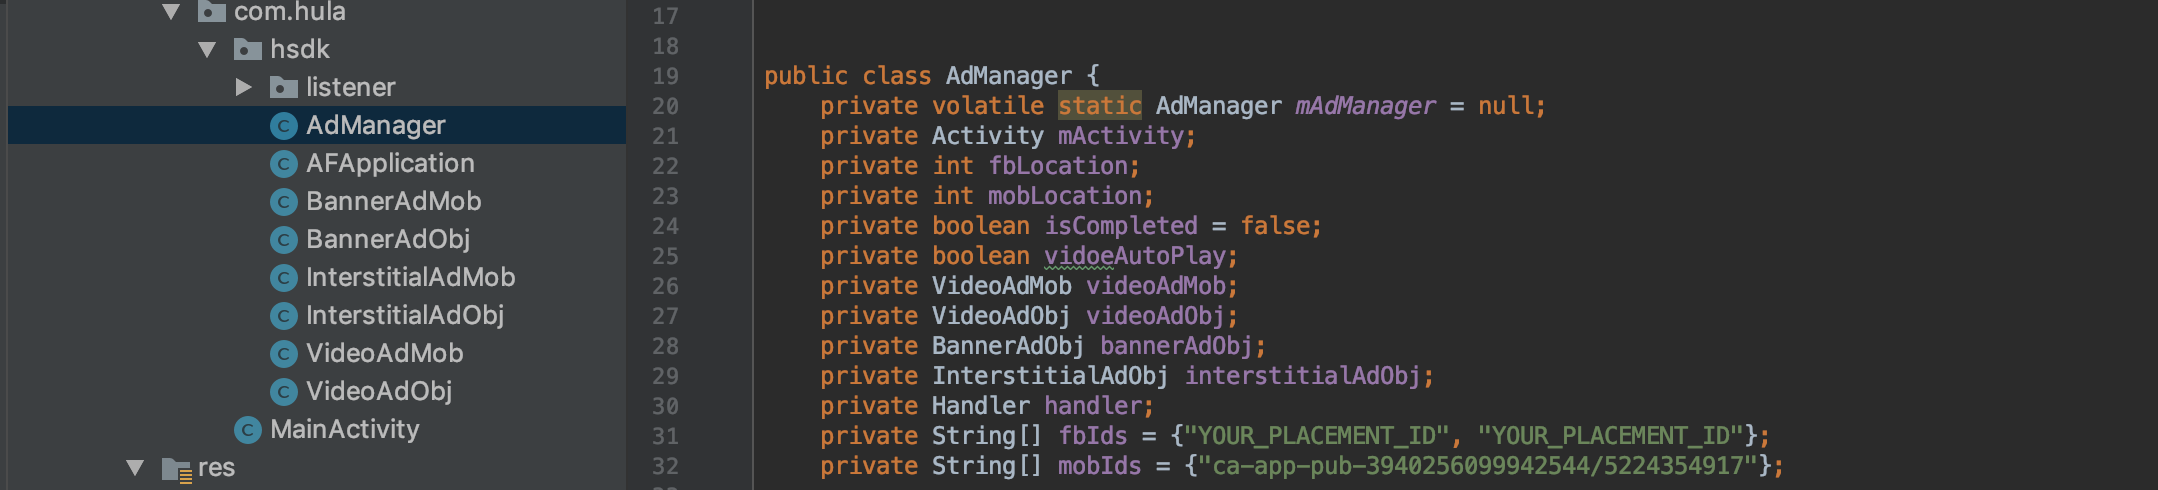 com.hula
hsdk
listener
AdManager
AFApplication
BannerAdMob
BannerAdObj
InterstitialAdMob
InterstitialAdObj
VideoAdMob
VideoAdObj
MainActivity
res
17
18
19 public class AdManager {
20 private volatile static AdManager mAdManager = null;
21 private Activity mActivity;
22 private int fbLocation;
23 private int mobLocation;
24 private boolean isCompleted = false;
25 private boolean vidoeAutoPlay;
26 private VideoAdMob videoAdMob;
27 private VideoAdObj videoAdObj;
28 private BannerAdObj bannerAdObj;
29 private InterstitialAdObj interstitialAdObj;
30 private Handler handler;
31 private String[] fbIds = {"YOUR_PLACEMENT_ID", "YOUR_PLACEMENT_ID"};
32 private String[] mobIds = {"ca-app-pub-3940256099942544/5224354917"};